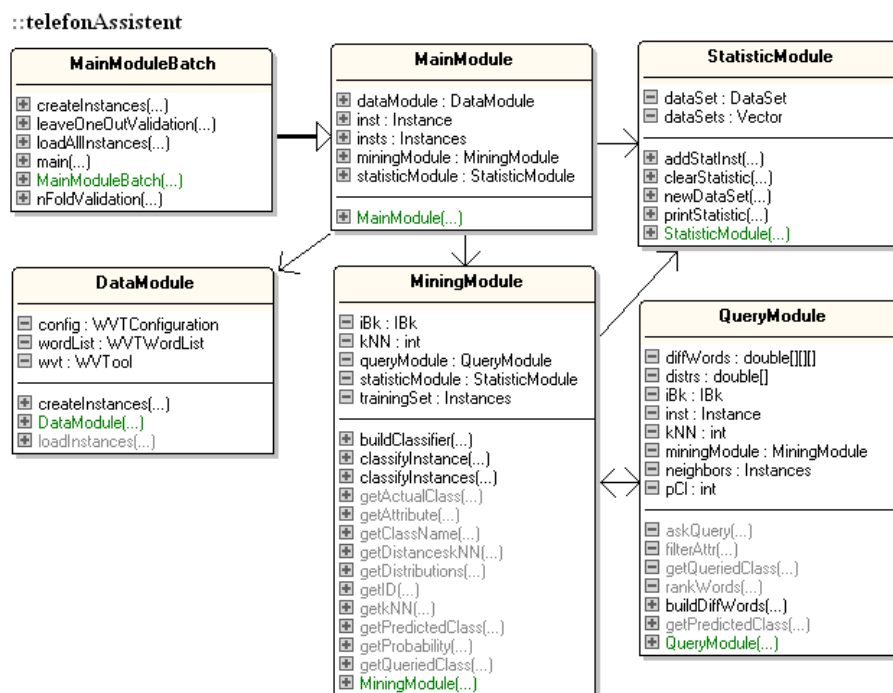 ::telefonAssistent
MainModuleBatch
createInstances(...)
leaveOneOutValidation(...)
loadAllInstances(...)
main(...)
MainModuleBatch(...)
nFoldValidation(...)
MainModule
dataModule : DataModule
inst : Instance
insts : Instances
miningModule : MiningModule
statisticModule : StatisticModule
MainModule(...)
StatisticModule
dataSet : DataSet
dataSets : Vector
addStatInst(...)
clearStatistic(...)
newDataSet(...)
printStatistic(...)
StatisticModule(...)
DataModule
config : WVTConfiguration
wordList : WVTWordList
wvt : WVTool
createInstances(...)
DataModule(...)
loadInstances(...)
MiningModule
iBk : IBk
kNN : int
queryModule : QueryModule
statisticModule : StatisticModule
trainingSet : Instances
buildClassifier(...)
classifyInstance(...)
classifyInstances(...)
getActualClass(...)
getAttribute(...)
getClassName(...)
getDistanceskNN(...)
getDistributions(...)
getID(...)
getkNN(...)
getPredictedClass(...)
getProbability(...)
getQueriedClass(...)
MiningModule(...)
QueryModule
diffWords : double[][][]
distrs : double[]
iBk : IBk
inst : Instance
kNN : int
miningModule : MiningModule
neighbors : Instances
pCl : int
askQuery(...)
filterAttr(...)
getQueriedClass(...)
rankWords(...)
buildDiffWords(...)
getPredictedClass(...)
QueryModule(...)